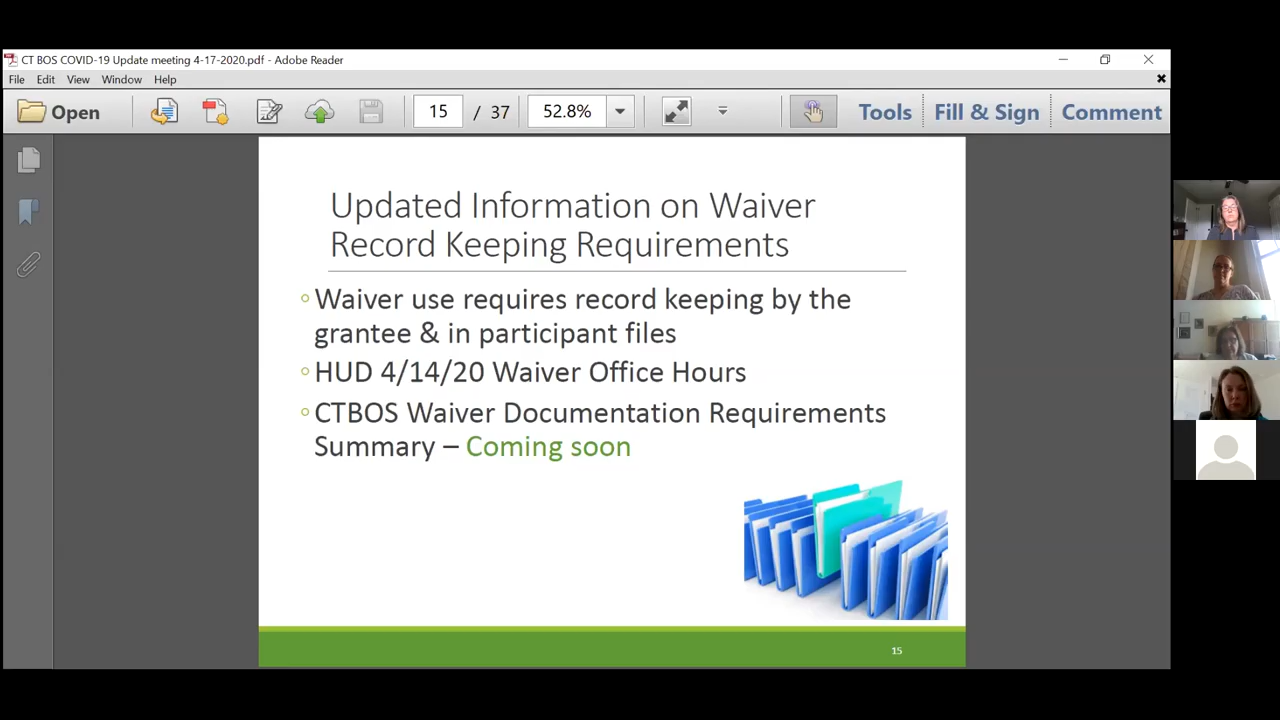 CT BOS COVID-19 Update meeting 4-17-2020.pdf - Adobe Reader
File Edit View Window Help
Open 15 / 37 52.8% Tools Fill & Sign Comment
Updated Information on Waiver
Record Keeping Requirements
Waiver use requires record keeping by the
grantee & in participant files
HUD 4/14/20 Waiver Office Hours
CTBOS Waiver Documentation Requirements
Summary – Coming soon
15